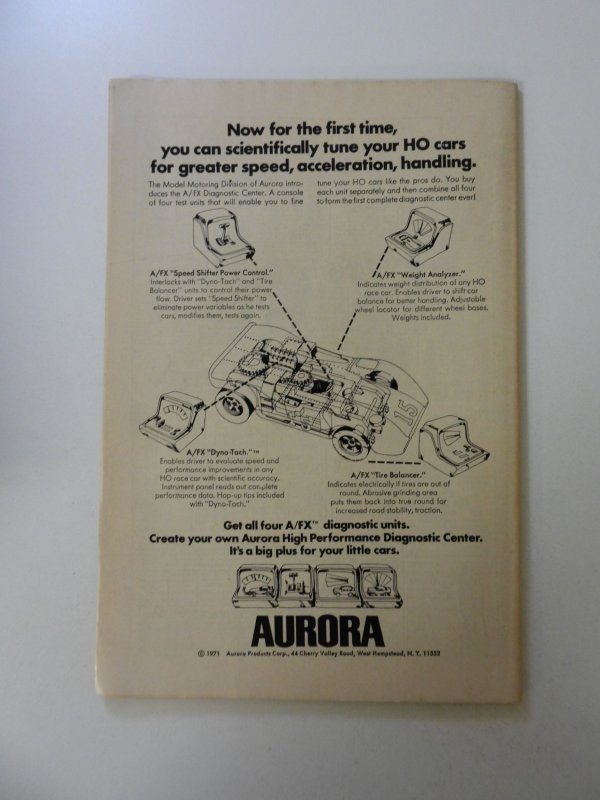 Now for the first time,
you can scientifically tune your HO cars
for greater speed, acceleration, handling.
The Model Motoring Division of Aurora intro-
duces the A/FX Diagnostic Center. A console
of four test units that will enable you to fine
tune your HO cars like the pros do. You buy
each unit separately and then combine all four
to form the first complete diagnostic center ever!
A/FX "Speed Shifter Power Control."
Interlocks with "Dyno-Tach" and "Tire
Balancer" units to control their power
flow. Driver sets "Speed Shifter" to
eliminate power variables as he tests
cars, modifies them, tests again.
A/FX "Weight Analyzer."
Indicates weight distribution of any HO
race car. Enables driver to shift car
balance for better handling. Adjustable
wheel locator for different wheel bases.
Weights included.
15
A/FX "Dyno-Tach."™
Enables driver to evaluate speed and
performance improvements in any
HO race car with scientific accuracy.
Instrument panel reads out complete
performance data. Hop-up tips included
with "Dyno-Tach."
A/FX "Tire Balancer."
Indicates electrically if tires are out of
round. Abrasive grinding area
puts them back into true round for
increased road stability, traction.
Get all four A/FX™ diagnostic units.
Create your own Aurora High Performance Diagnostic Center.
It's a big plus for your little cars.
AURORA
© 1971 Aurora Products Corp., 44 Cherry Valley Road, West Hempstead, N. Y. 11552